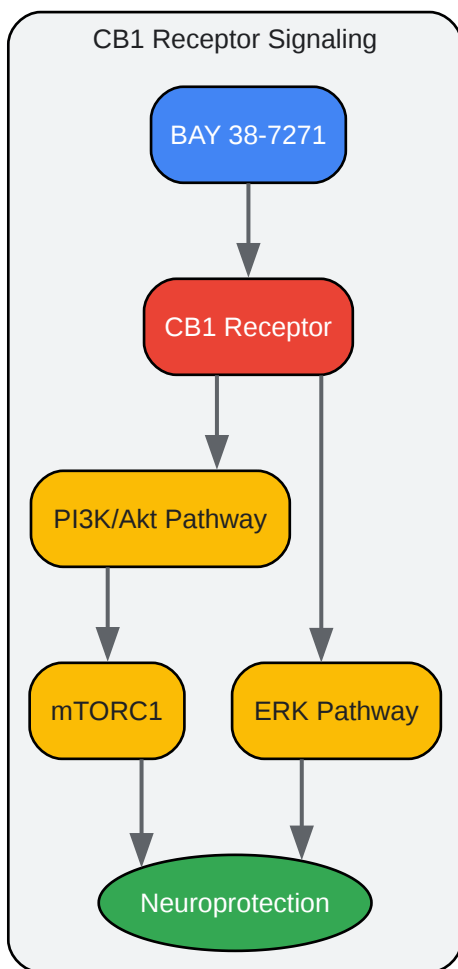 CB1 Receptor Signaling
BAY 38-7271
CB1 Receptor
PI3K/Akt Pathway
mTORC1
ERK Pathway
Neuroprotection